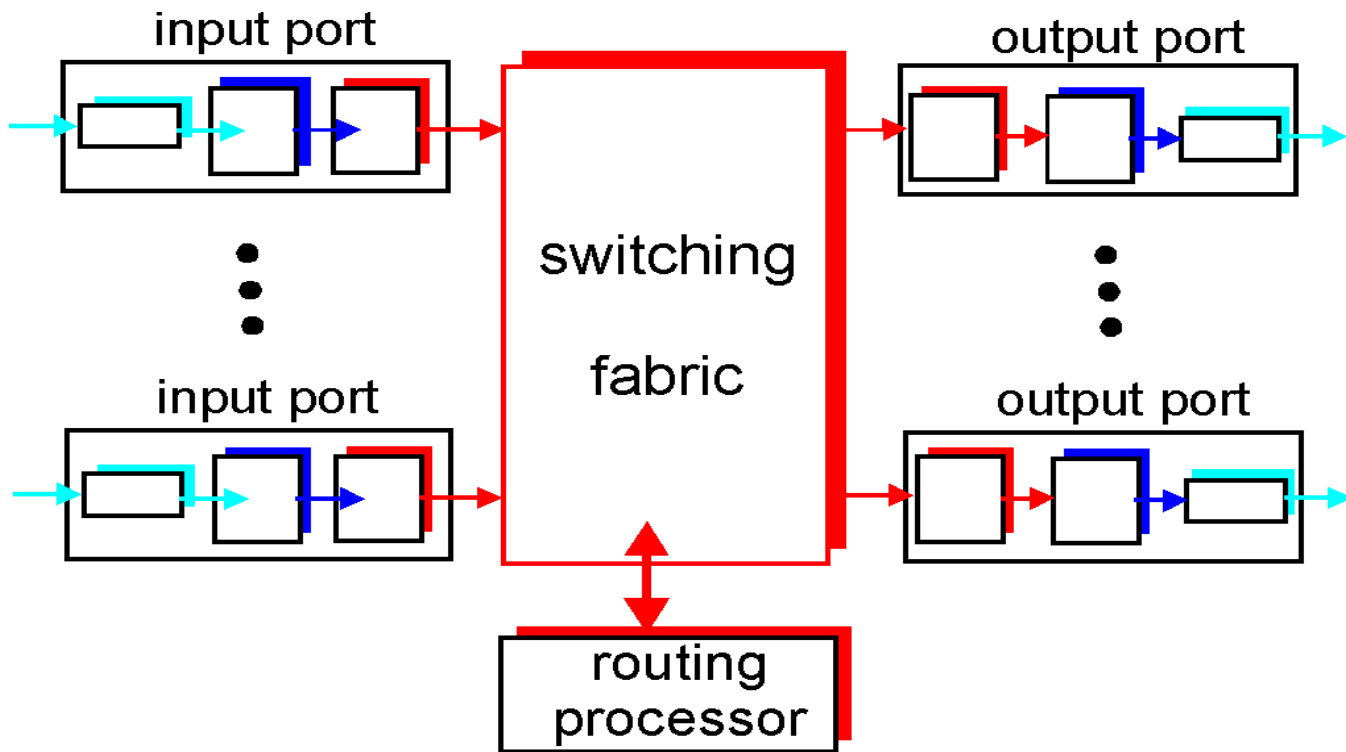 input port
output port
switching
fabric
input port
output port
routing
processor